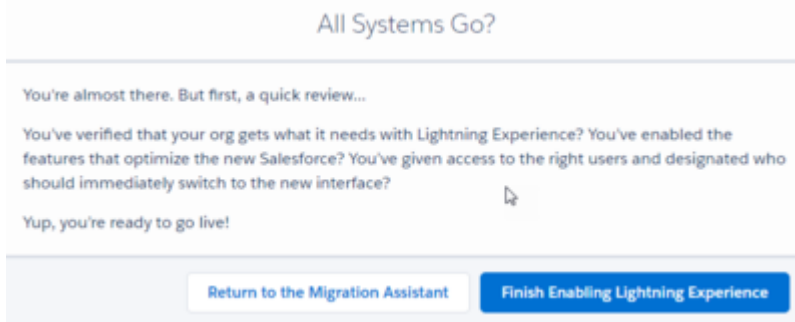 All Systems Go?
You're almost there. But first, a quick review...
You've verified that your org gets what it needs with Lightning Experience? You've enabled the
features that optimize the new Salesforce? You've given access to the right users and designated who
should immediately switch to the new interface?
Yup, you're ready to go live!
Return to the Migration Assistant
Finish Enabling Lightning Experience